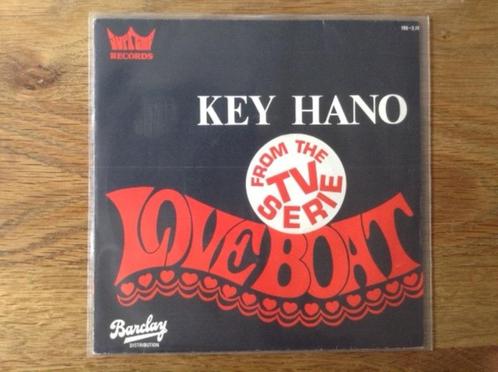 RECORDS
KEY HANO
FROM THE
TV
SERIE
LOVE BOAT
Barclay
DISTRIBUTION